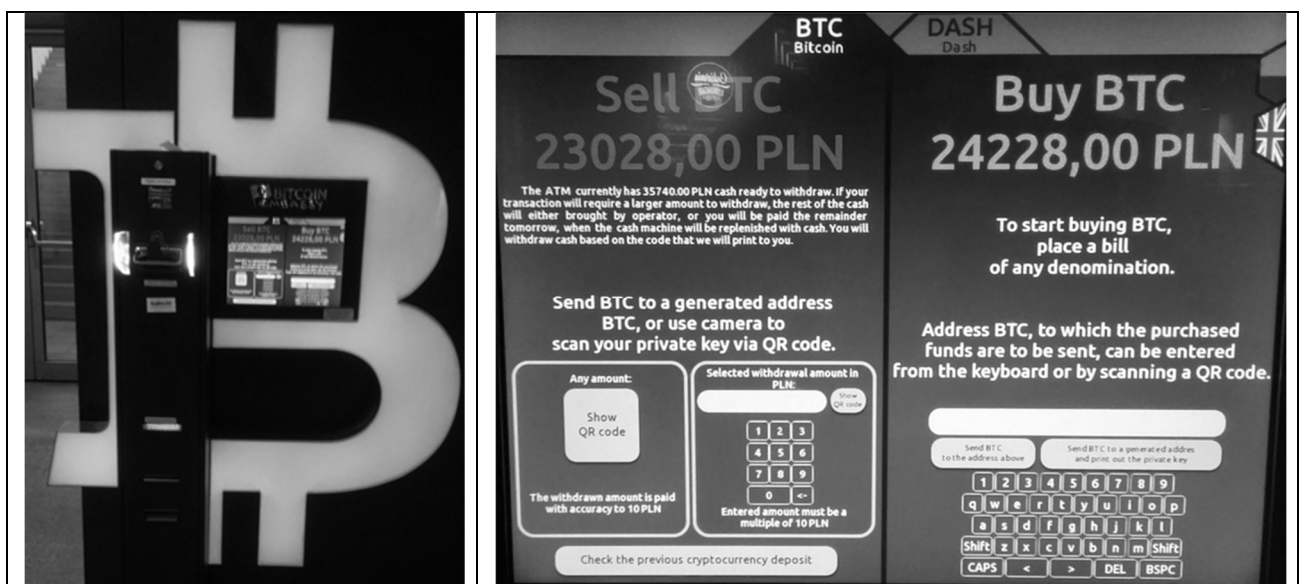 BITCOIN
EMBASSY
Sell BTC
23028,00 PLN
Buy BTC
24228,00 PLN
BTC
Bitcoin
DASH
Dash
Sell BTC
23028,00 PLN
The ATM currently has 35740.00 PLN cash ready to withdraw. If your
transaction will require a larger amount to withdraw, the rest of the cash
will either brought by operator, or you will be paid the remainder
tomorrow, when the cash machine will be replenished with cash. You will
withdraw cash based on the code that we will print to you.
Send BTC to a generated address
BTC, or use camera to
scan your private key via QR code.
Any amount:
Show
QR code
The withdrawn amount is paid
with accuracy to 10 PLN
Selected withdrawal amount in
PLN:
Show
QR code
1 2 3
4 5 6
7 8 9
0 <-
Entered amount must be a
multiple of 10 PLN
Check the previous cryptocurrency deposit
Buy BTC
24228,00 PLN
To start buying BTC,
place a bill
of any denomination.
Address BTC, to which the purchased
funds are to be sent, can be entered
from the keyboard or by scanning a QR code.
Send BTC
to the address above
Send BTC to a generated addres
and print out the private key
1 2 3 4 5 6 7 8 9
q w e r t y u i o p
a s d f g h j k l
Shift z x c v b n m Shift
CAPS < > DEL BSPC